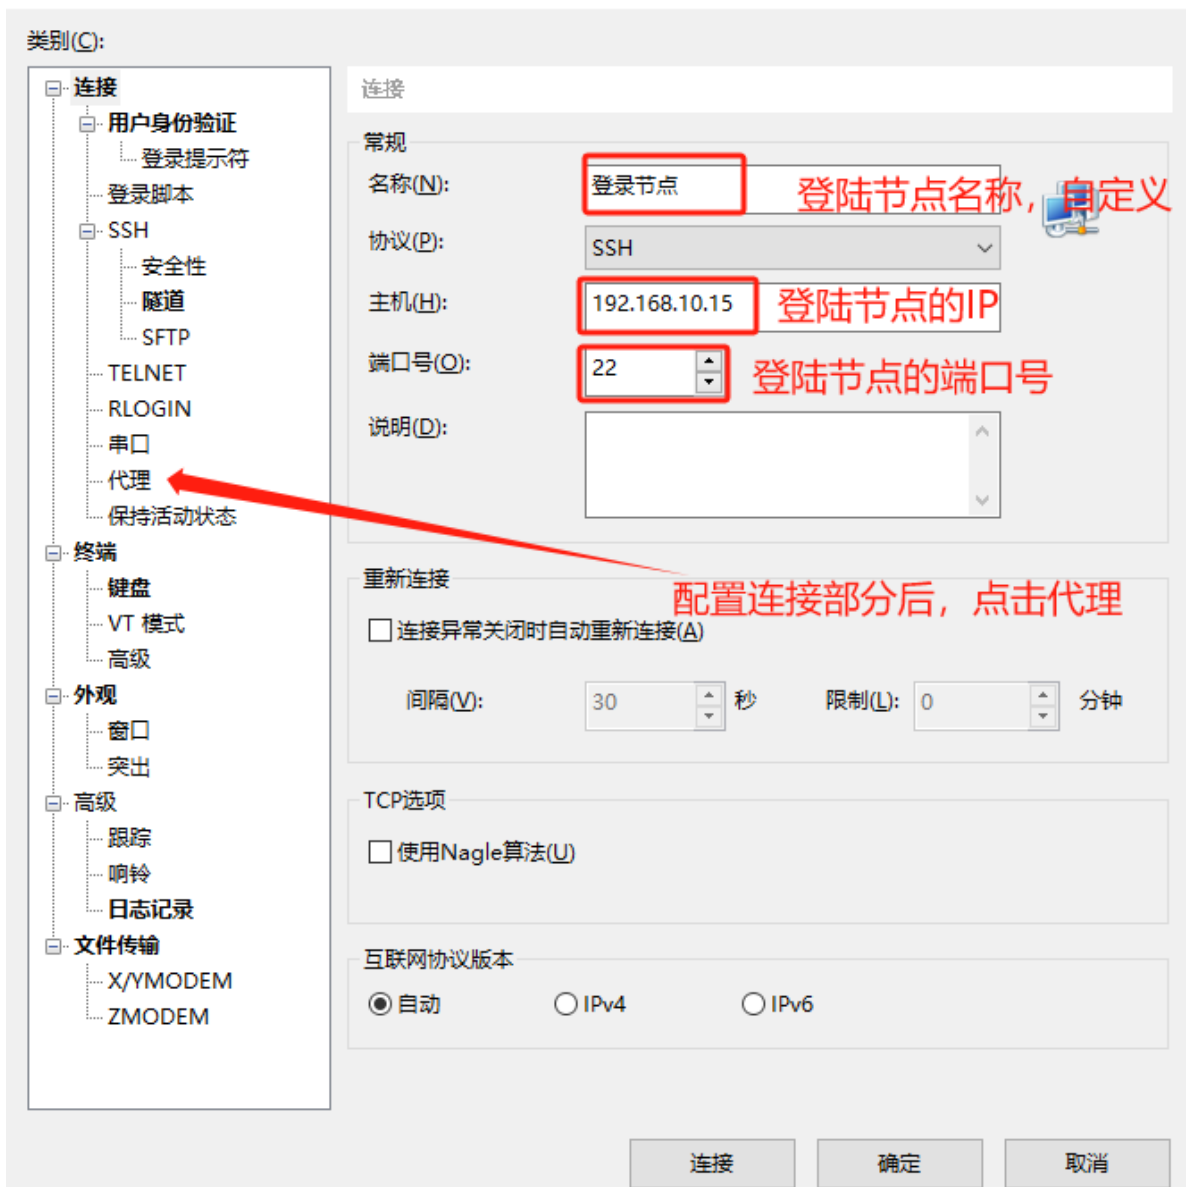 类别(C):
连接
用户身份验证
登录提示符
登录脚本
SSH
安全性
隧道
SFTP
TELNET
RLOGIN
串口
代理
保持活动状态
终端
键盘
VT 模式
高级
外观
窗口
突出
高级
跟踪
响铃
日志记录
文件传输
X/YMODEM
ZMODEM
连接
常规
名称(N): 登录节点 登陆节点名称，自定义
协议(P): SSH
主机(H): 192.168.10.15 登陆节点的IP
端口号(O): 22 登陆节点的端口号
说明(D):
重新连接
配置连接部分后，点击代理
连接异常关闭时自动重新连接(A)
间隔(V): 30 秒 限制(L): 0 分钟
TCP选项
使用Nagle算法(U)
互联网协议版本
自动 IPv4 IPv6
连接 确定 取消